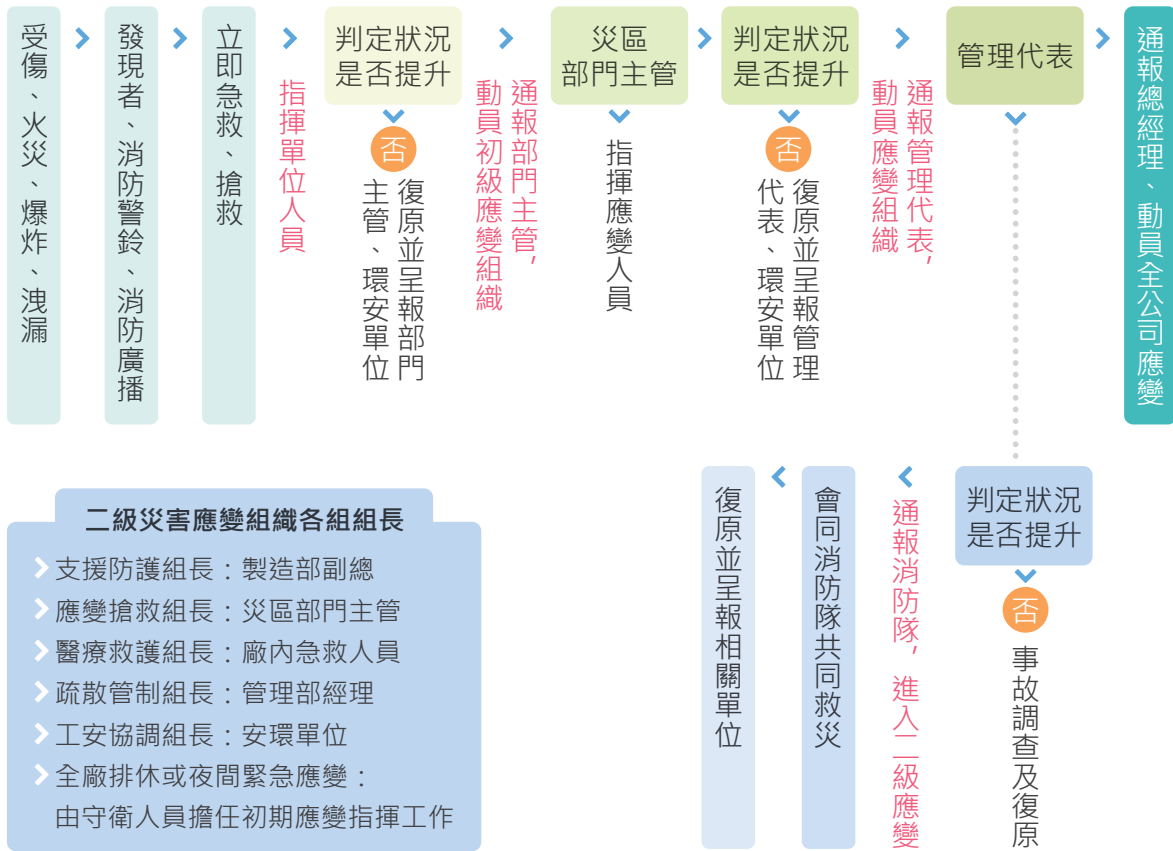 受傷、火災、爆炸、洩漏
發現者、消防警鈴、消防廣播
立即急救、搶救
指揮單位人員
判定狀況
是否提升
否
復原並呈報部門
主管、環安單位
通報部門主管，
動員初級應變組織
災區
部門主管
指揮應變人員
判定狀況
是否提升
否
復原並呈報管理
代表、環安單位
通報管理代表，
動員應變組織
管理代表
通報總經理、動員全公司應變
判定狀況
是否提升
否
事故調查及復原
通報消防隊，進入二級應變
會同消防隊共同救災
復原並呈報相關單位
二級災害應變組織各組組長
支援防護組長：製造部副總
應變搶救組長：災區部門主管
醫療救護組長：廠內急救人員
疏散管制組長：管理部經理
工安協調組長：安環單位
全廠排休或夜間緊急應變：
由守衛人員擔任初期應變指揮工作